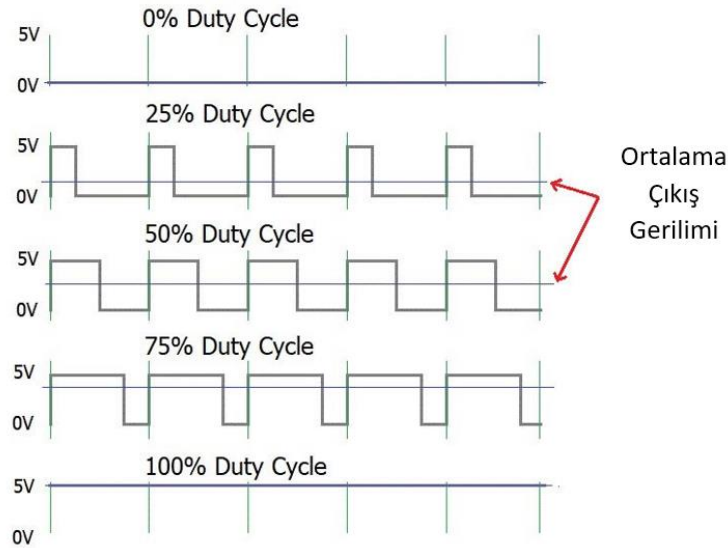 0% Duty Cycle
5V
0V
25% Duty Cycle
5V
0V
50% Duty Cycle
5V
0V
75% Duty Cycle
5V
0V
100% Duty Cycle
5V
0V
Ortalama
Çıkış
Gerilimi